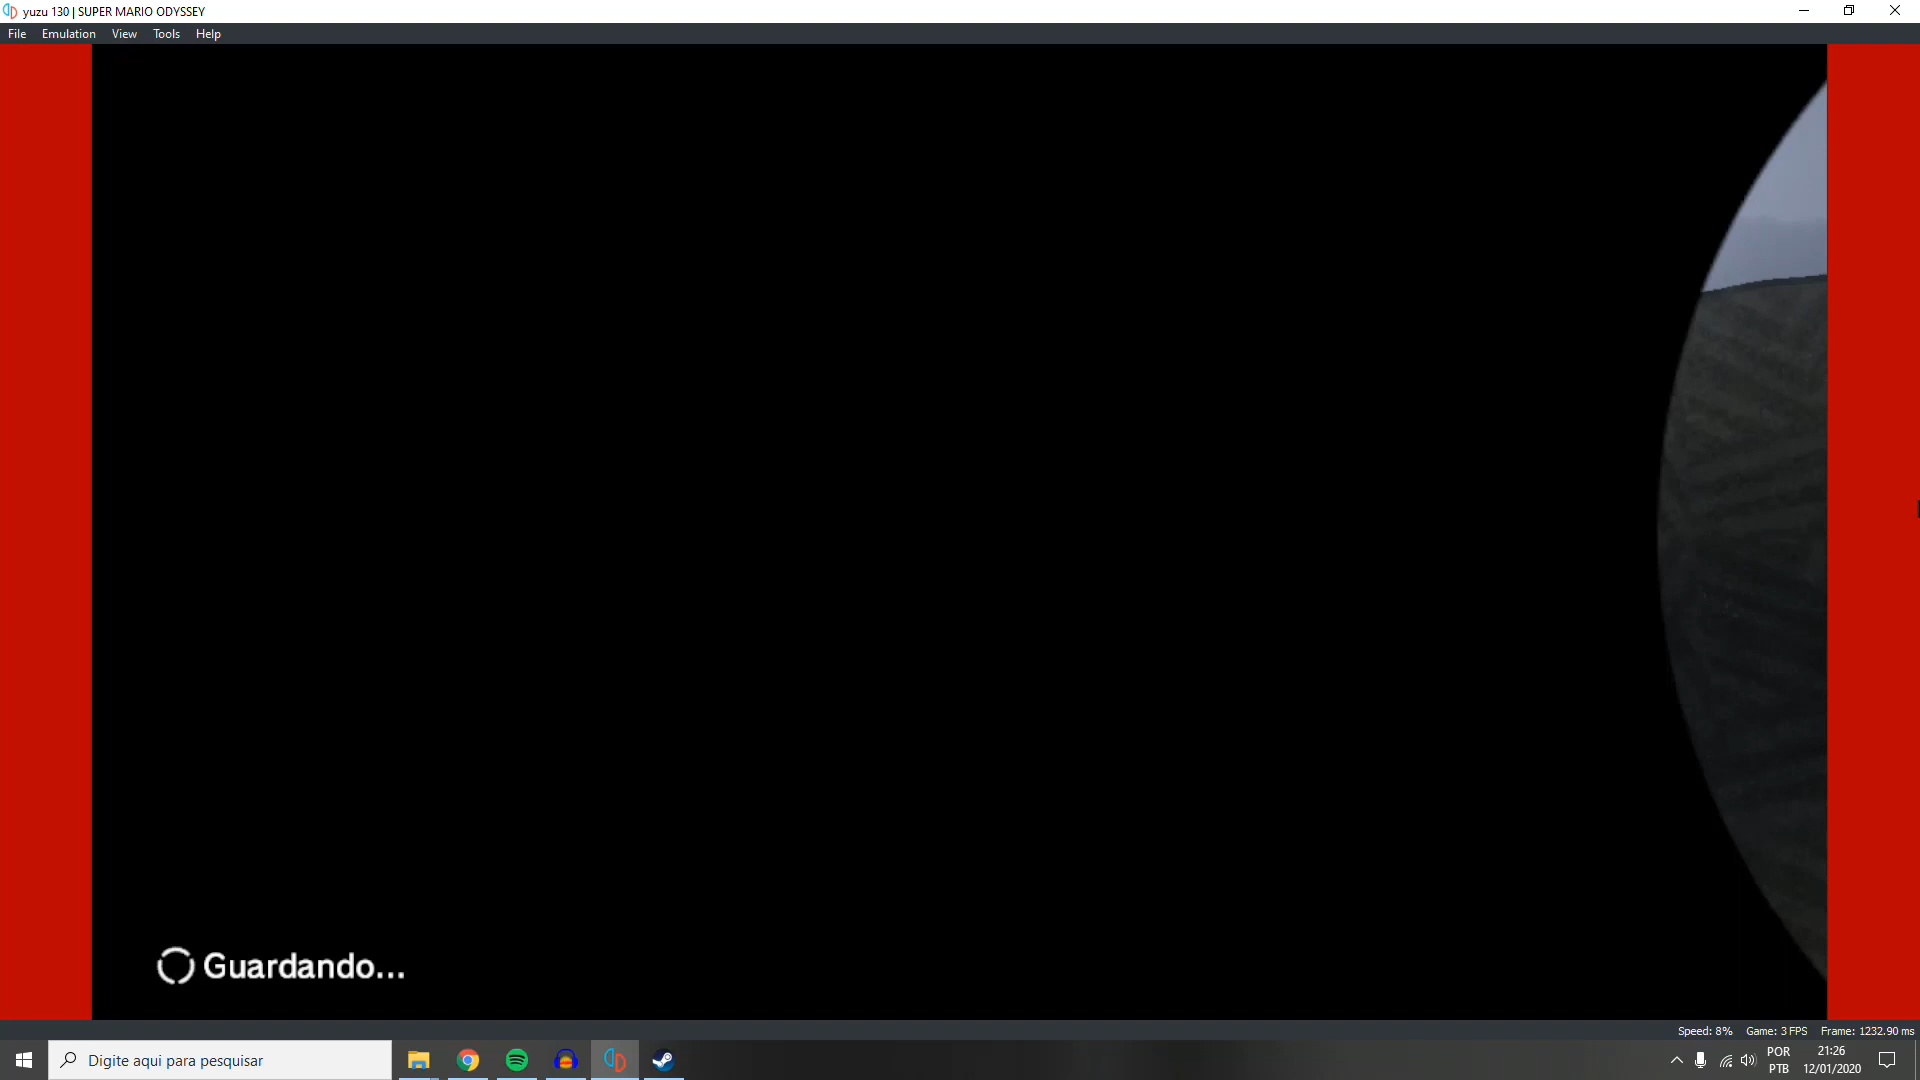 yuzu 130 | SUPER MARIO ODYSSEY
File Emulation View Tools Help
Guardando...
Speed: 8% Game: 3 FPS Frame: 1232.90 ms
Digite aqui para pesquisar
POR
PTB
21:26
12/01/2020